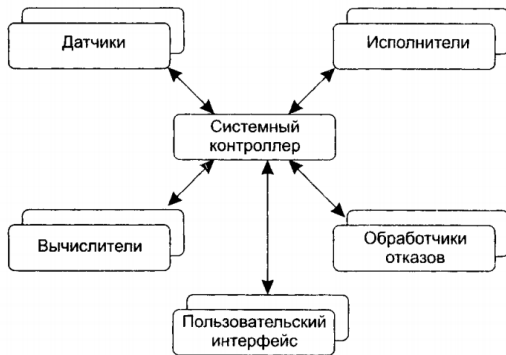 Датчики
Исполнители
Системный
контроллер
Вычислители
Обработчики
отказов
Пользовательский
интерфейс